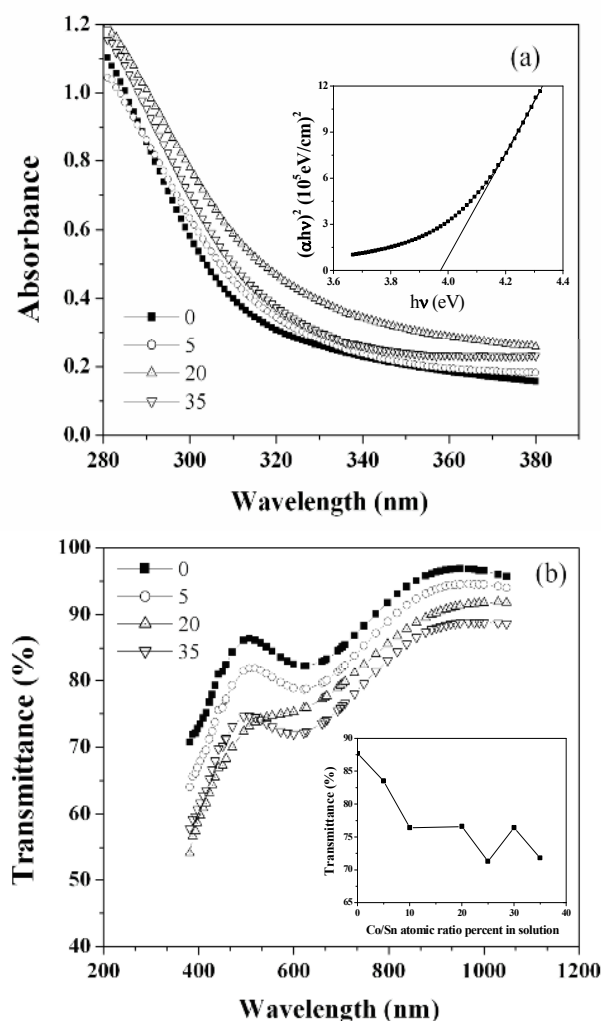 (a)
Absorbance
1.2
1.0
0.8
0.6
0.4
0.2
0.0
0
5
20
35
280 300 320 340 360 380
Wavelength (nm)
(αhν)² (10⁵eV/cm)²
12
9
6
3
0
3.6 3.8 4.0 4.2 4.4
hν (eV)
(b)
Transmittance (%)
100
90
80
70
60
50
40
0
5
20
35
200 400 600 800 1000 1200
Wavelength (nm)
Transmittance (%)
90
85
80
75
70
65
0 10 20 30 40
Co/Sn atomic ratio percent in solution